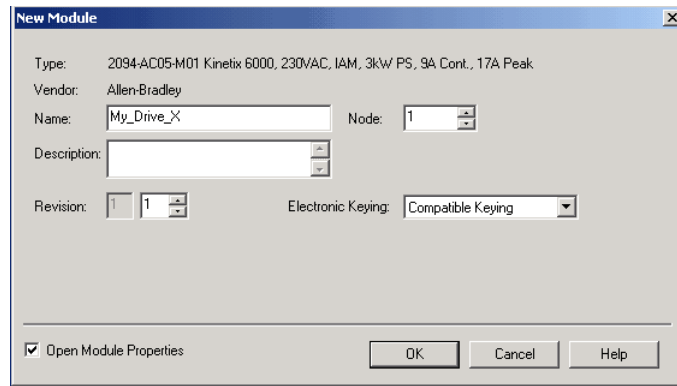 New Module
Type: 2094-AC05-M01 Kinetix 6000, 230VAC, IAM, 3kW PS, 9A Cont., 17A Peak
Vendor: Allen-Bradley
Name: My_Drive_X Node: 1
Description:
Revision: 1 1 Electronic Keying: Compatible Keying
Open Module Properties OK Cancel Help